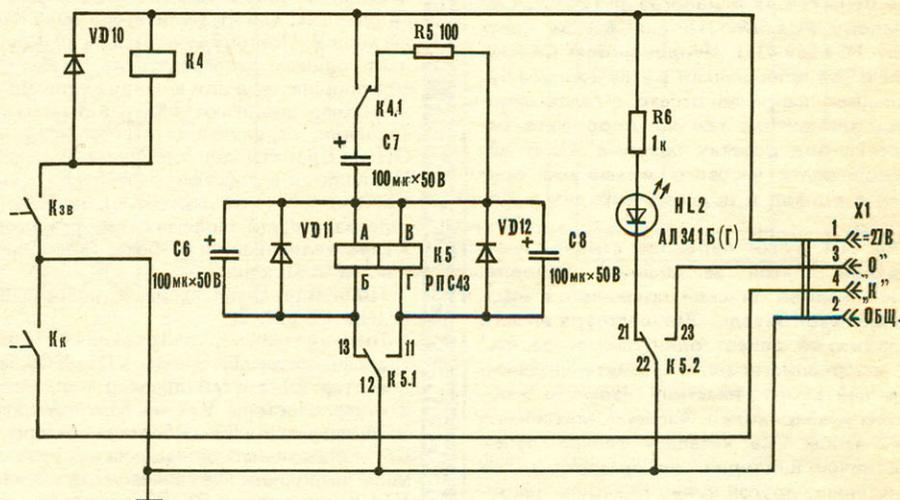 VD10
K4
R5 100
K4.1
C7
100мк×50В
R6
1к
HL2
АЛ341Б(Г)
Kзв
C6
100мк×50В
VD11
А
В
Б
Г
K5
РПС43
VD12
C8
100мк×50В
X1
1
=27В
3
„О"
4
„К"
2
ОБЩ.
Kк
13
11
12
K5.1
21
23
22
K5.2